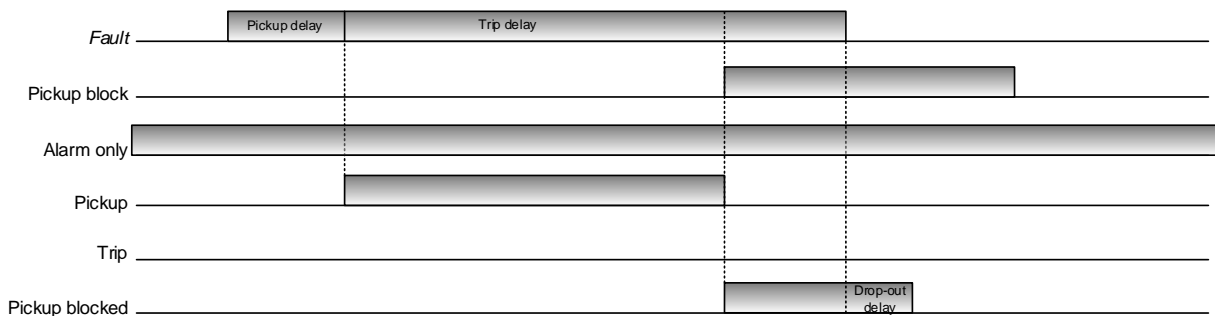 Pickup delay
Trip delay
Fault
Pickup block
Alarm only
Pickup
Trip
Drop-out
delay
Pickup blocked